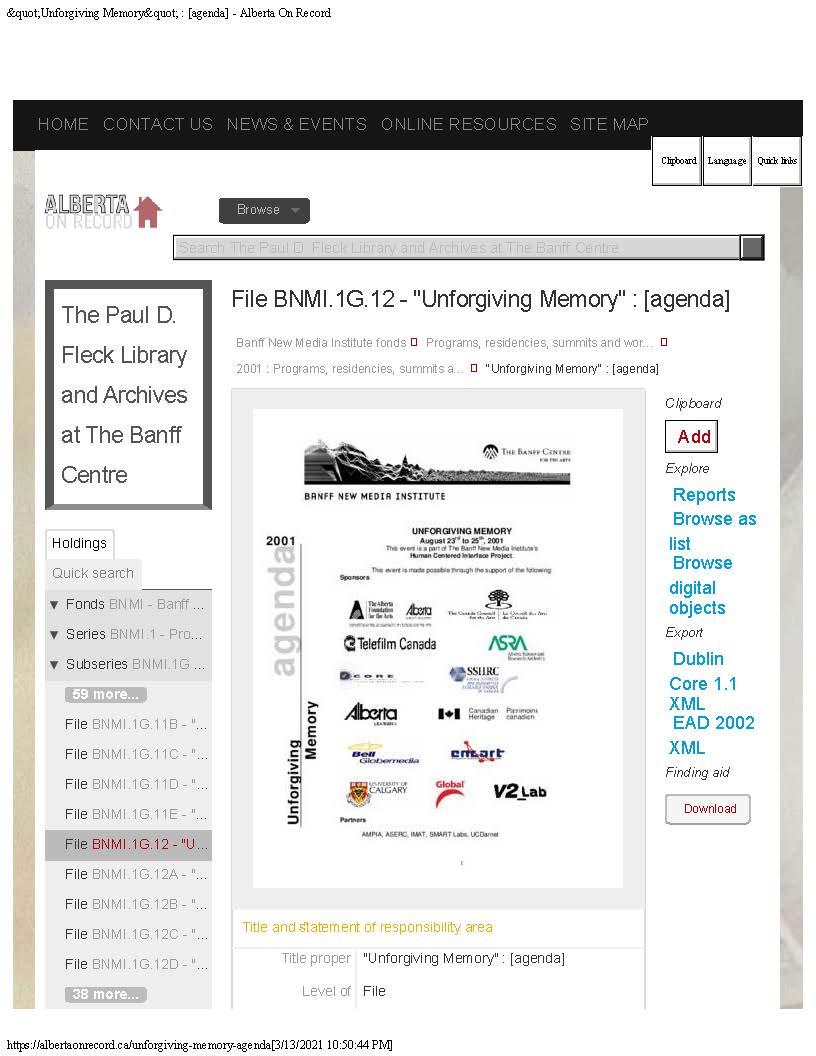 &quot;Unforgiving Memory&quot; : [agenda] - Alberta On Record
HOME CONTACT US NEWS & EVENTS ONLINE RESOURCES SITE MAP
Clipboard Language Quick links
ALBERTA
ON RECORD
Browse
Search The Paul D. Fleck Library and Archives at The Banff Centre
The Paul D.
Fleck Library
and Archives
at The Banff
Centre
Holdings
Quick search
Fonds BNMI - Banff ...
Series BNMI.1 - Pro...
Subseries BNMI.1G ...
59 more...
File BNMI.1G.11B - "...
File BNMI.1G.11C - "...
File BNMI.1G.11D - "...
File BNMI.1G.11E - "...
File BNMI.1G.12 - "U...
File BNMI.1G.12A - "...
File BNMI.1G.12B - "...
File BNMI.1G.12C - "...
File BNMI.1G.12D - "...
38 more...
File BNMI.1G.12 - "Unforgiving Memory" : [agenda]
Banff New Media Institute fonds Programs, residencies, summits and wor...
2001 : Programs, residencies, summits a... "Unforgiving Memory" : [agenda]
THE BANFF CENTRE
FOR THE ARTS
BANFF NEW MEDIA INSTITUTE
2001
agenda
Unforgiving
Memory
UNFORGIVING MEMORY
August 23rd to 25th, 2001
This event is a part of The Banff New Media Institute's
Human Centered Interface Project.
This event is made possible through the support of the following:
Sponsors
The Alberta
Foundation
for the Arts
Alberta
The Canada Council
for the Arts
Le Conseil des Arts
du Canada
Telefilm Canada
ASRA
Alberta Science and
Research Authority
CORE
SSHRC
Alberta
LEARNING
Canadian
Heritage
Patrimoine
canadien
Bell
Globemedia
emcart
UNIVERSITY OF
CALGARY
Global
V2_Lab
Partners
AMPIA, ASERC, IMAT, SMART Labs, UCDarnet
1
Clipboard
Add
Explore
Reports
Browse as
list
Browse
digital
objects
Export
Dublin
Core 1.1
XML
EAD 2002
XML
Finding aid
Download
Title and statement of responsibility area
Title proper "Unforgiving Memory" : [agenda]
Level of File
https://albertaonrecord.ca/unforgiving-memory-agenda[3/13/2021 10:50:44 PM]